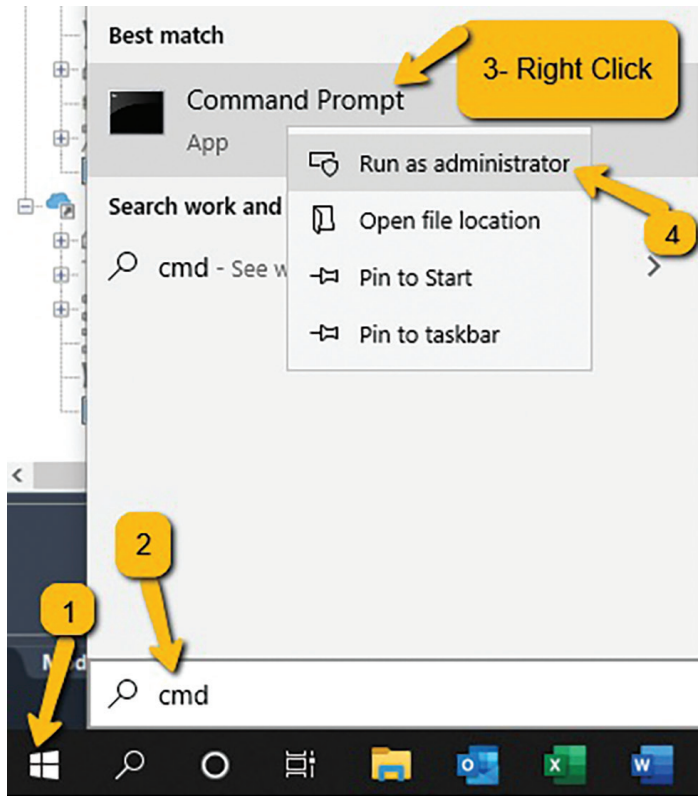 Best match
3- Right Click
Command Prompt
App
Run as administrator
Search work and
Open file location
4
cmd - See w
Pin to Start
Pin to taskbar
2
1
cmd